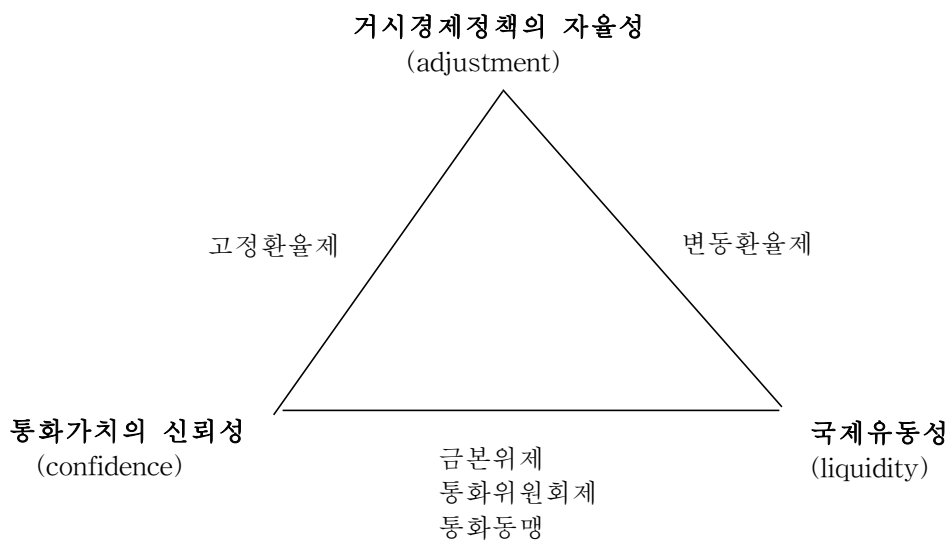 거시경제정책의 자율성
(adjustment)
고정환율제
변동환율제
통화가치의 신뢰성
(confidence)
국제유동성
(liquidity)
금본위제
통화위원회제
통화동맹